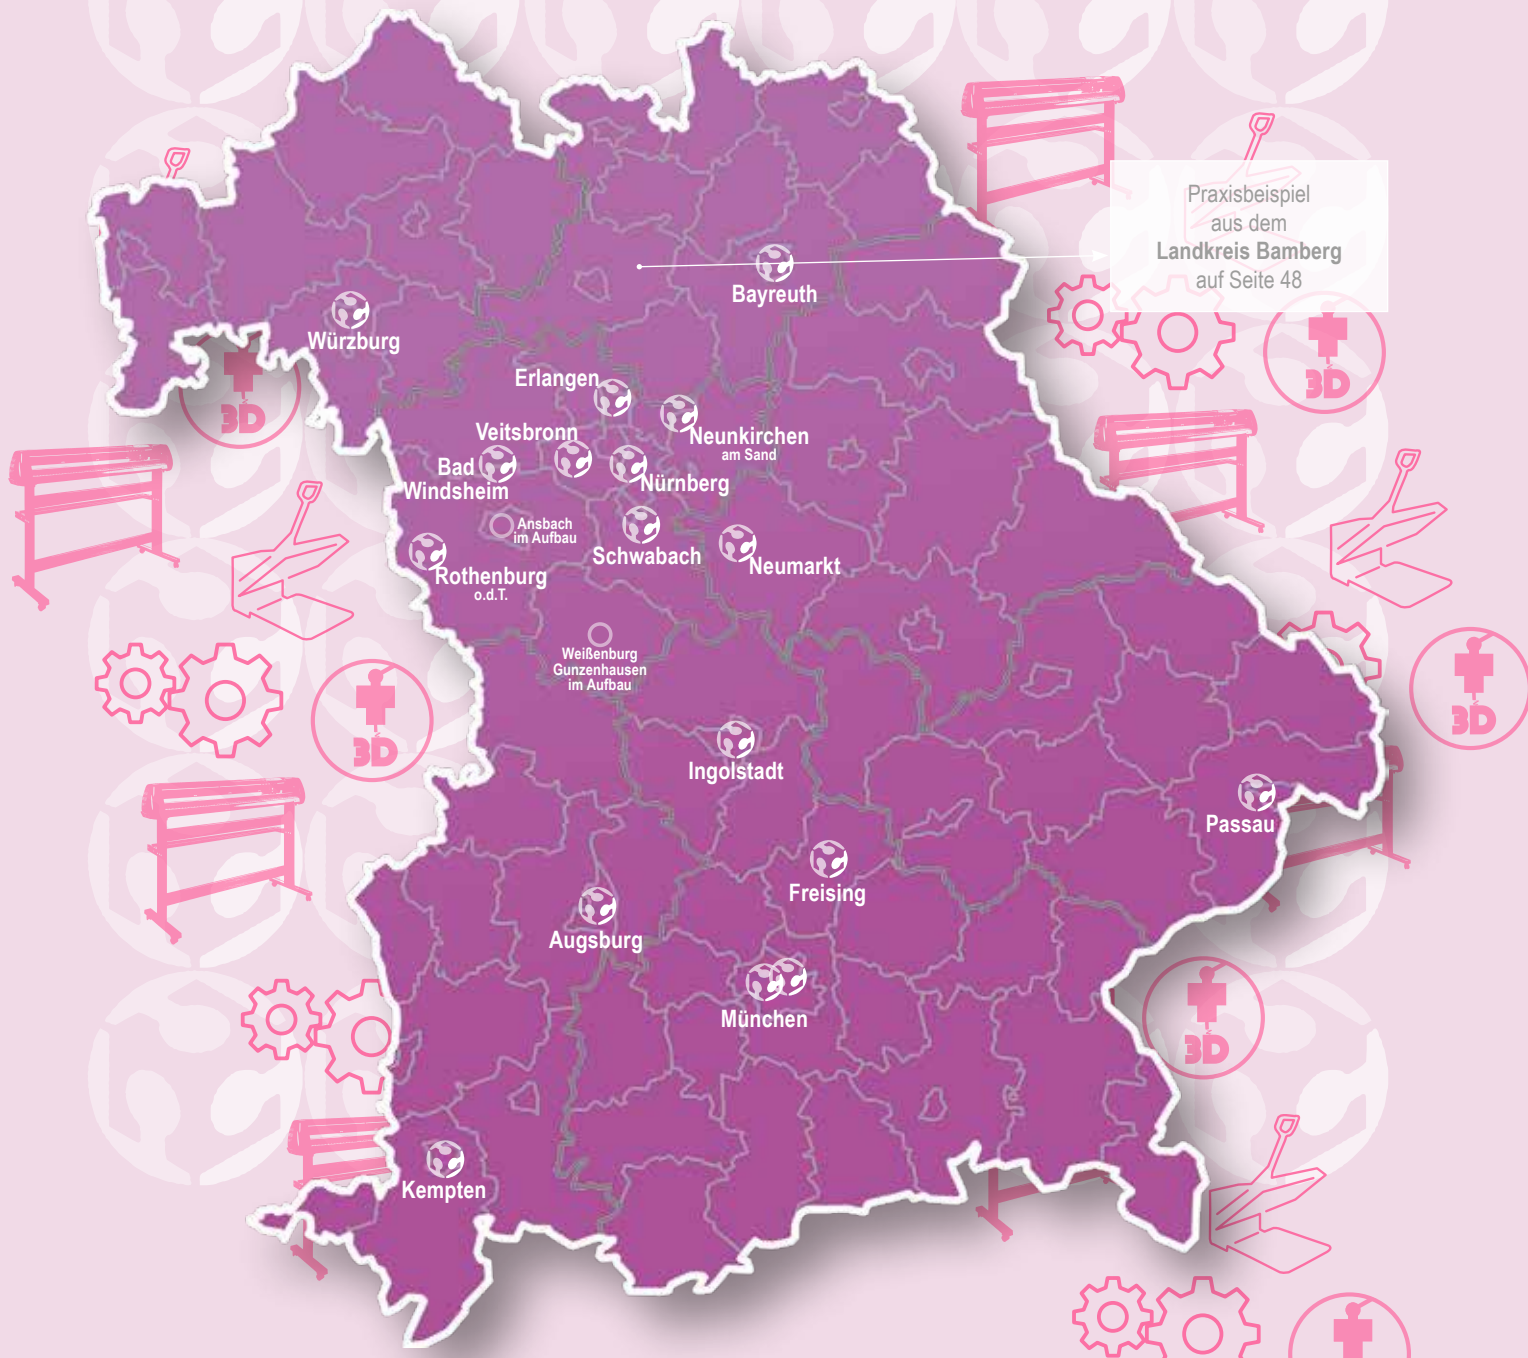 Praxisbeispiel
aus dem
Landkreis Bamberg
auf Seite 48
Bayreuth
Würzburg
3D
3D
Erlangen
Veitsbronn
Neunkirchen
am Sand
Bad
Windsheim
Nürnberg
Ansbach
im Aufbau
Schwabach
Neumarkt
Rothenburg
o.d.T.
Weißenburg
Gunzenhausen
im Aufbau
3D
3D
Ingolstadt
Passau
Freising
Augsburg
München
3D
Kempten